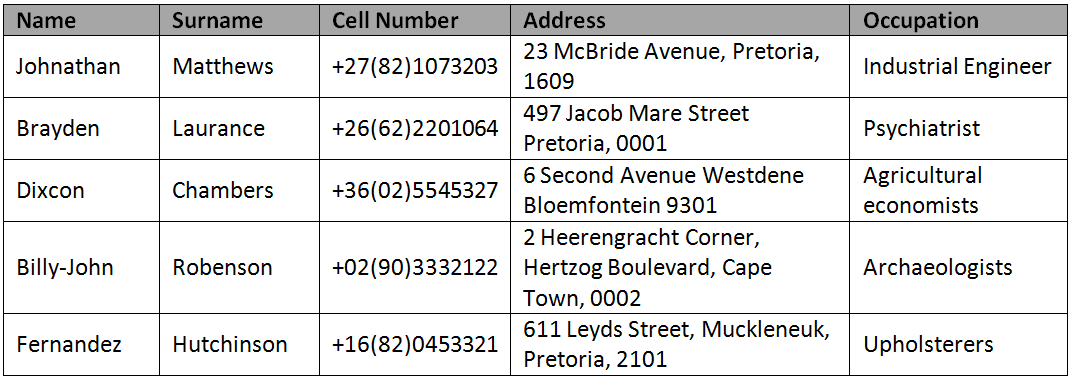 Name Surname Cell Number Address Occupation
Johnathan Matthews +27(82)1073203 23 McBride Avenue, Pretoria, Industrial Engineer
1609
Brayden Laurance +26(62)2201064 497 Jacob Mare Street Psychiatrist
Pretoria, 0001
Dixcon Chambers +36(02)5545327 6 Second Avenue Westdene Agricultural
Bloemfontein 9301 economists
2 Heerengracht Corner,
Billy-John Robenson +02(90)3332122 Hertzog Boulevard, Cape Archaeologists
Town, 0002
Fernandez Hutchinson +16(82)0453321 611 Leyds Street, Muckleneuk, Upholsterers
Pretoria, 2101